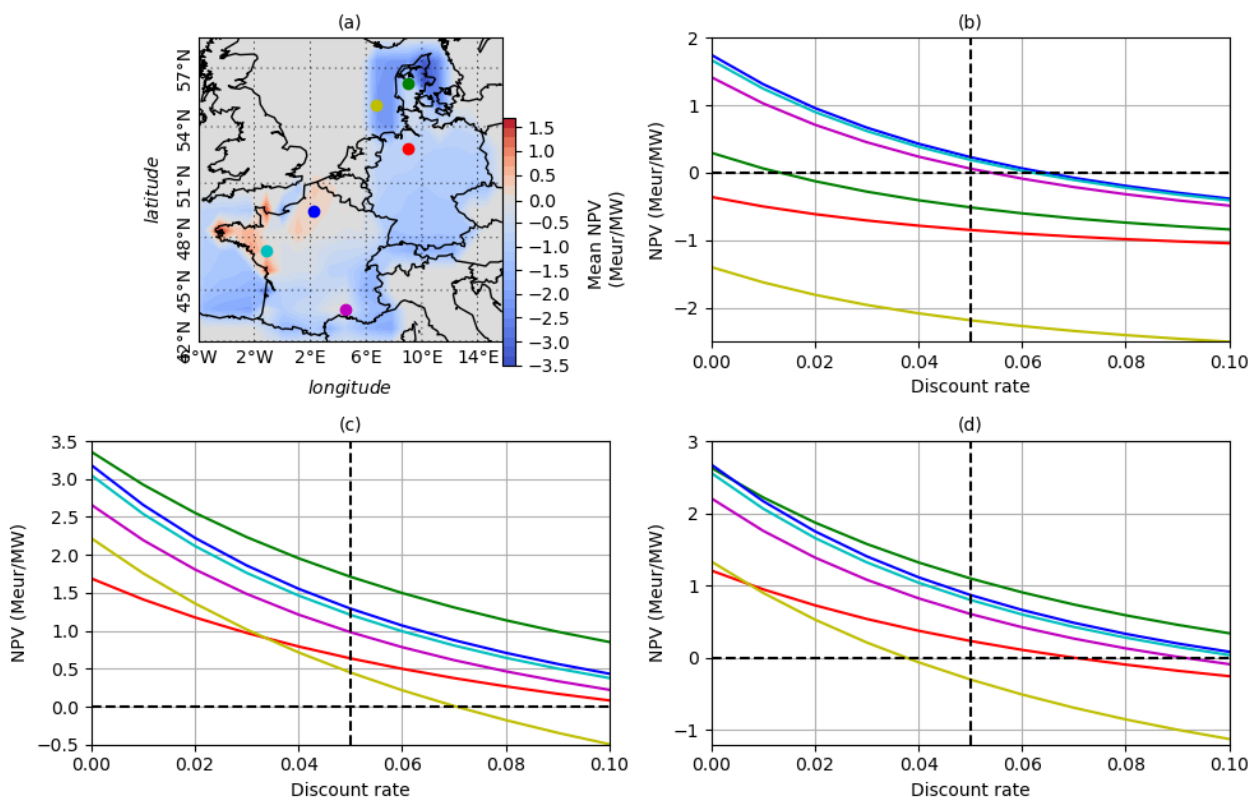 (a)
57°N
54°N
51°N
48°N
45°N
42°N
6°W 2°W 2°E 6°E 10°E 14°E
latitude
longitude
1.5
1.0
0.5
0.0
−0.5
−1.0
−1.5
−2.0
−2.5
−3.0
−3.5
Mean NPV
(Meur/MW)
(b)
2
1
0
−1
−2
NPV (Meur/MW)
0.00 0.02 0.04 0.06 0.08 0.10
Discount rate
(c)
3.5
3.0
2.5
2.0
1.5
1.0
0.5
0.0
−0.5
NPV (Meur/MW)
0.00 0.02 0.04 0.06 0.08 0.10
Discount rate
(d)
3
2
1
0
−1
NPV (Meur/MW)
0.00 0.02 0.04 0.06 0.08 0.10
Discount rate